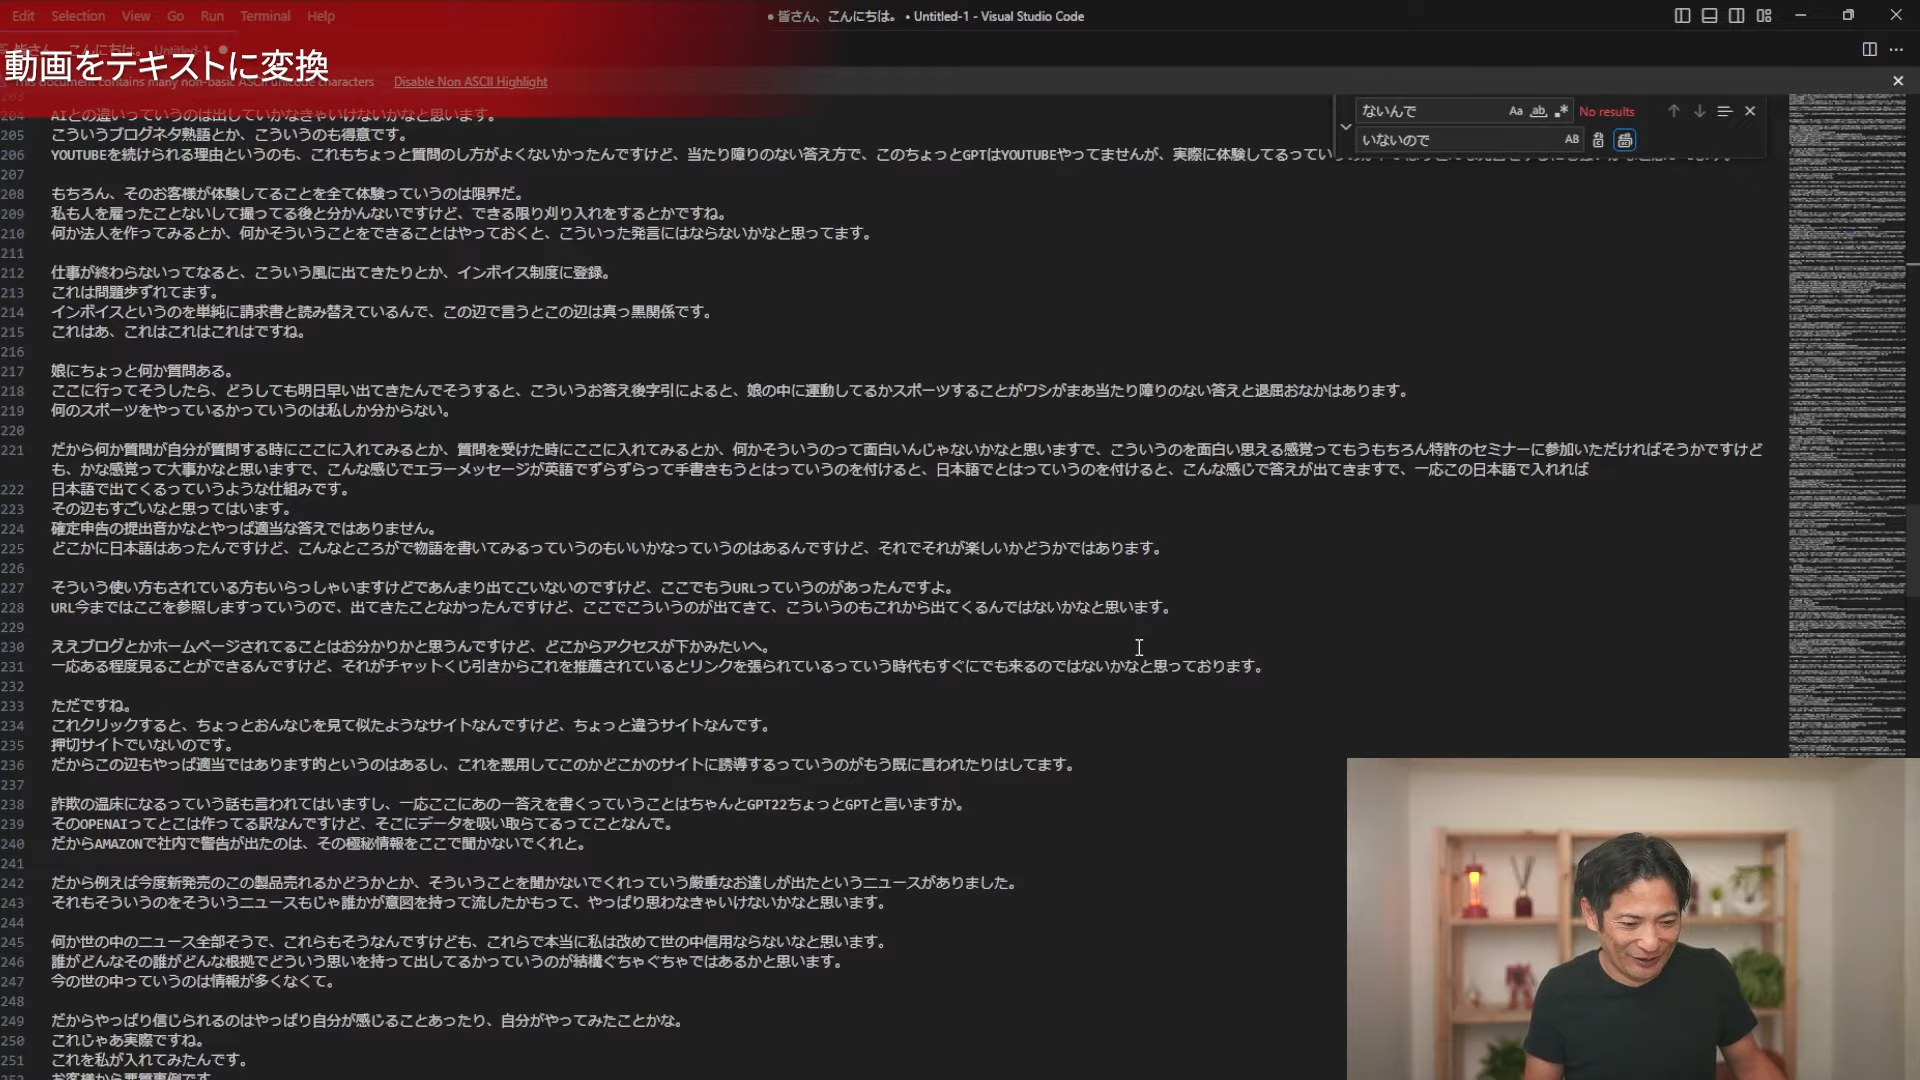 Edit Selection View Go Run Terminal Help
● 皆さん、こんにちは。 • Untitled-1 - Visual Studio Code
動画をテキストに変換
This document contains many non-basic ASCII unicode characters Disable Non ASCII Highlight
ないんで Aa ab .* No results
いないので AB
204 AIとの違いっていうのは出していかなきゃいけないかなと思います。
205 こういうブログネタ熟語とか、こういうのも得意です。
206 YOUTUBEを続けられる理由というのも、これもちょっと質問のし方がよくないかったんですけど、当たり障りのない答え方で、このちょっとGPTはYOUTUBEやってませんが、実際に体験してるってい
207
208 もちろん、そのお客様が体験してることを全て体験っていうのは限界だ。
209 私も人を雇ったことないして撮ってる後と分かんないですけど、できる限り刈り入れをするとかですね。
210 何か法人を作ってみるとか、何かそういうことをできることはやっておくと、こういった発言にはならないかなと思ってます。
211
212 仕事が終わらないってなると、こういう風に出てきたりとか、インボイス制度に登録。
213 これは問題歩ずれてます。
214 インボイスというのを単純に請求書と読み替えているんで、この辺で言うとこの辺は真っ黒関係です。
215 これはあ、これはこれはこれはですね。
216
217 娘にちょっと何か質問ある。
218 ここに行ってそうしたら、どうしても明日早い出てきたんでそうすると、こういうお答え後字引によると、娘の中に運動してるかスポーツすることがワシがまあ当たり障りのない答えと退屈おなかはあります。
219 何のスポーツをやっているかっていうのは私しか分からない。
220
221 だから何か質問が自分が質問する時にここに入れてみるとか、質問を受けた時にここに入れてみるとか、何かそういうのって面白いんじゃないかなと思いますで、こういうのを面白い思える感覚ってもうもちろん特許のセミナーに参加いただければそうかですけど
も、かな感覚って大事かなと思いますで、こんな感じでエラーメッセージが英語でずらずらって手書きもうとはっていうのを付けると、日本語でとはっていうのを付けると、こんな感じで答えが出てきますで、一応この日本語で入れれば
222 日本語で出てくるっていうような仕組みです。
223 その辺もすごいなと思ってはいます。
224 確定申告の提出音かなとやっぱ適当な答えではありません。
225 どこかに日本語はあったんですけど、こんなところがで物語を書いてみるっていうのもいいかなっていうのはあるんですけど、それでそれが楽しいかどうかではあります。
226
227 そういう使い方もされている方もいらっしゃいますけどであんまり出てこいないのですけど、ここでもうURLっていうのがあったんですよ。
228 URL今まではここを参照しますっていうので、出てきたことなかったんですけど、ここでこういうのが出てきて、こういうのもこれから出てくるんではないかなと思います。
229
230 ええブログとかホームページされてることはお分かりかと思うんですけど、どこからアクセスが下かみたいへ。
231 一応ある程度見ることができるんですけど、それがチャットくじ引きからこれを推薦されているとリンクを張られているっていう時代もすぐにでも来るのではないかなと思っております。
232
233 ただですね。
234 これクリックすると、ちょっとおんなじを見て似たようなサイトなんですけど、ちょっと違うサイトなんです。
235 押切サイトでいないのです。
236 だからこの辺もやっぱ適当ではあります的というのはあるし、これを悪用してこのかどこかのサイトに誘導するっていうのがもう既に言われたりはしてます。
237
238 詐欺の温床になるっていう話も言われてはいますし、一応ここにあの一答えを書くっていうことはちゃんとGPT22ちょっとGPTと言いますか。
239 そのOPENAIってとこは作ってる訳なんですけど、そこにデータを吸い取らてるってことなんで。
240 だからAMAZONで社内で警告が出たのは、その極秘情報をここで聞かないでくれと。
241
242 だから例えば今度新発売のこの製品売れるかどうかとか、そういうことを聞かないでくれっていう厳重なお達しが出たというニュースがありました。
243 それもそういうのをそういうニュースもじゃ誰かが意図を持って流したかもって、やっぱり思わなきゃいけないかなと思います。
244
245 何か世の中のニュース全部そうで、これらもそうなんですけども、これらで本当に私は改めて世の中信用ならないなと思います。
246 誰がどんなその誰がどんな根拠でどういう思いを持って出してるかっていうのが結構ぐちゃぐちゃではあるかと思います。
247 今の世の中っていうのは情報が多くなくて。
248
249 だからやっぱり信じられるのはやっぱり自分が感じることあったり、自分がやってみたことかな。
250 これじゃあ実際ですね。
251 これを私が入れてみたんです。